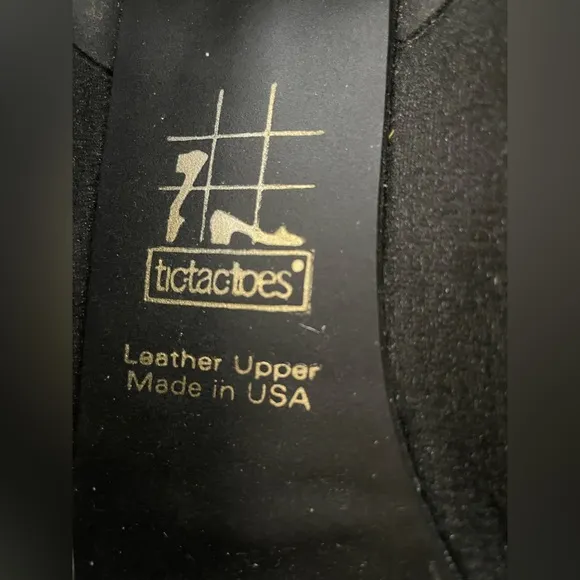 tictactoes
Leather Upper
Made in USA